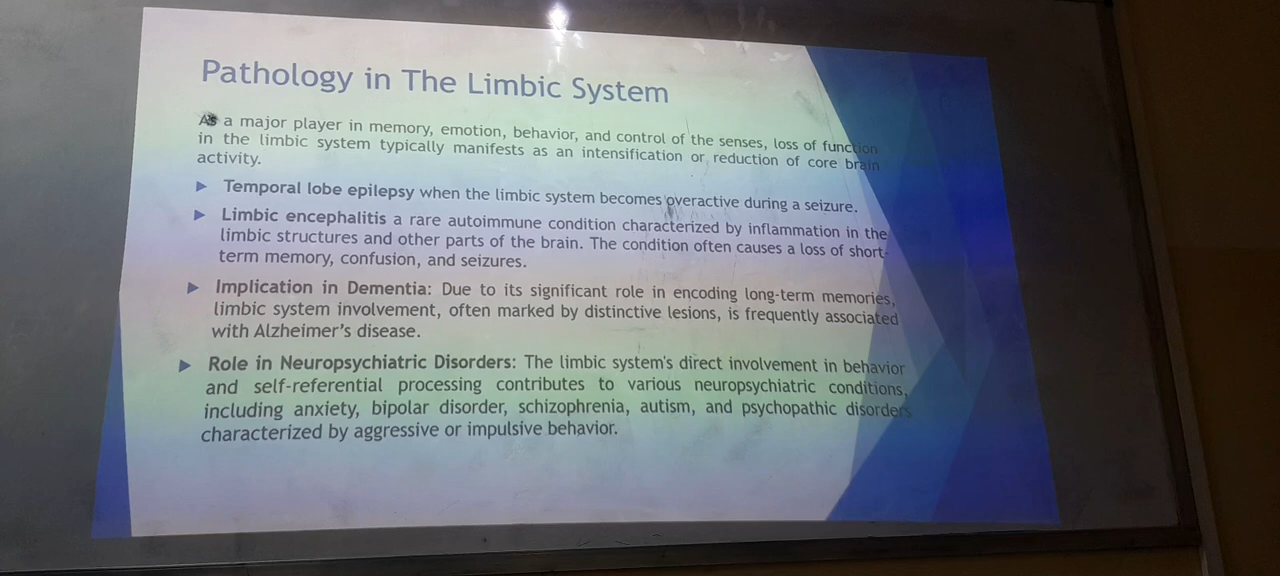 Pathology in The Limbic System
As a major player in memory, emotion, behavior, and control of the senses, loss of function
in the limbic system typically manifests as an intensification or reduction of core brain
activity.
Temporal lobe epilepsy when the limbic system becomes overactive during a seizure.
Limbic encephalitis a rare autoimmune condition characterized by inflammation in the
limbic structures and other parts of the brain. The condition often causes a loss of short-
term memory, confusion, and seizures.
Implication in Dementia: Due to its significant role in encoding long-term memories,
limbic system involvement, often marked by distinctive lesions, is frequently associated
with Alzheimer's disease.
Role in Neuropsychiatric Disorders: The limbic system's direct involvement in behavior
and self-referential processing contributes to various neuropsychiatric conditions,
including anxiety, bipolar disorder, schizophrenia, autism, and psychopathic disorders
characterized by aggressive or impulsive behavior.